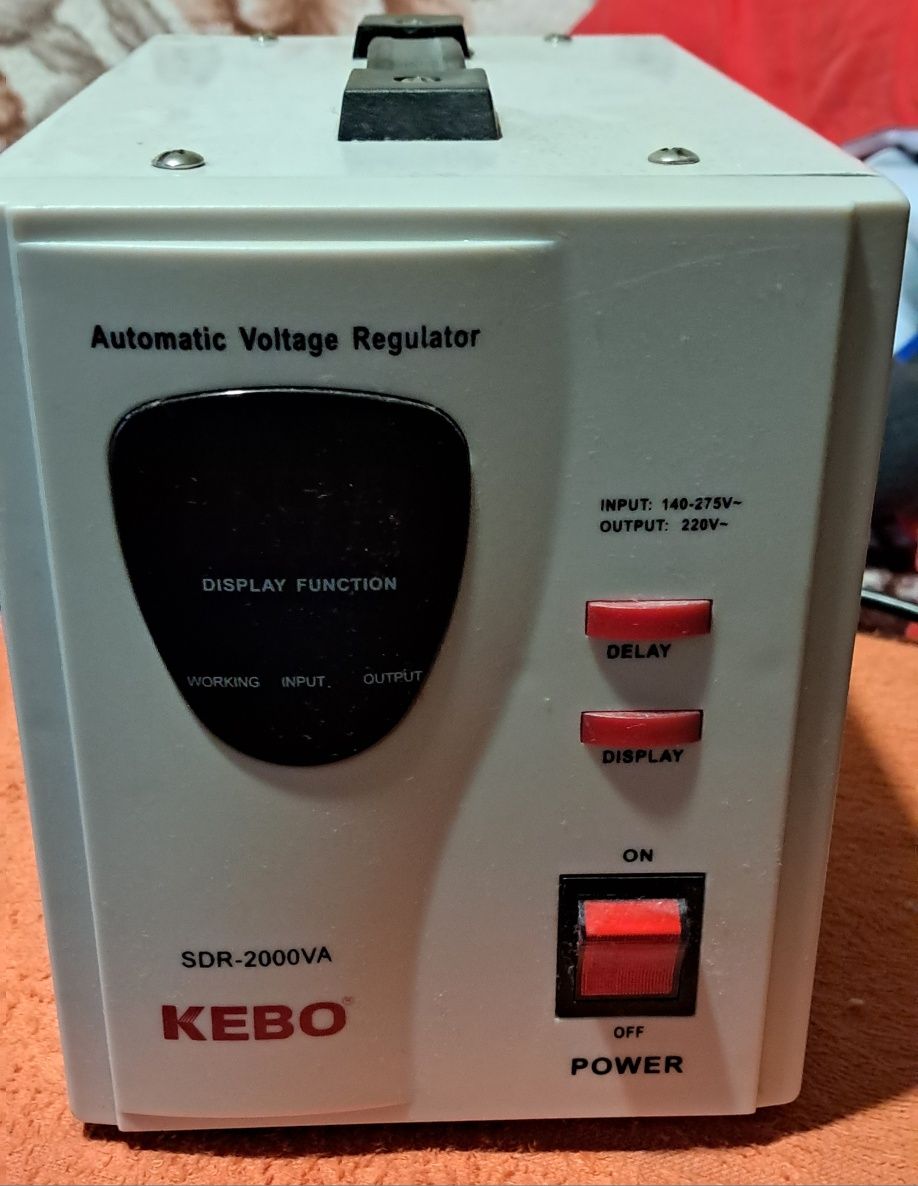 Automatic Voltage Regulator
INPUT: 140-275V~
OUTPUT: 220V~
DISPLAY FUNCTION
WORKING INPUT OUTPUT
DELAY
DISPLAY
ON
OFF
POWER
SDR-2000VA
KEBO®